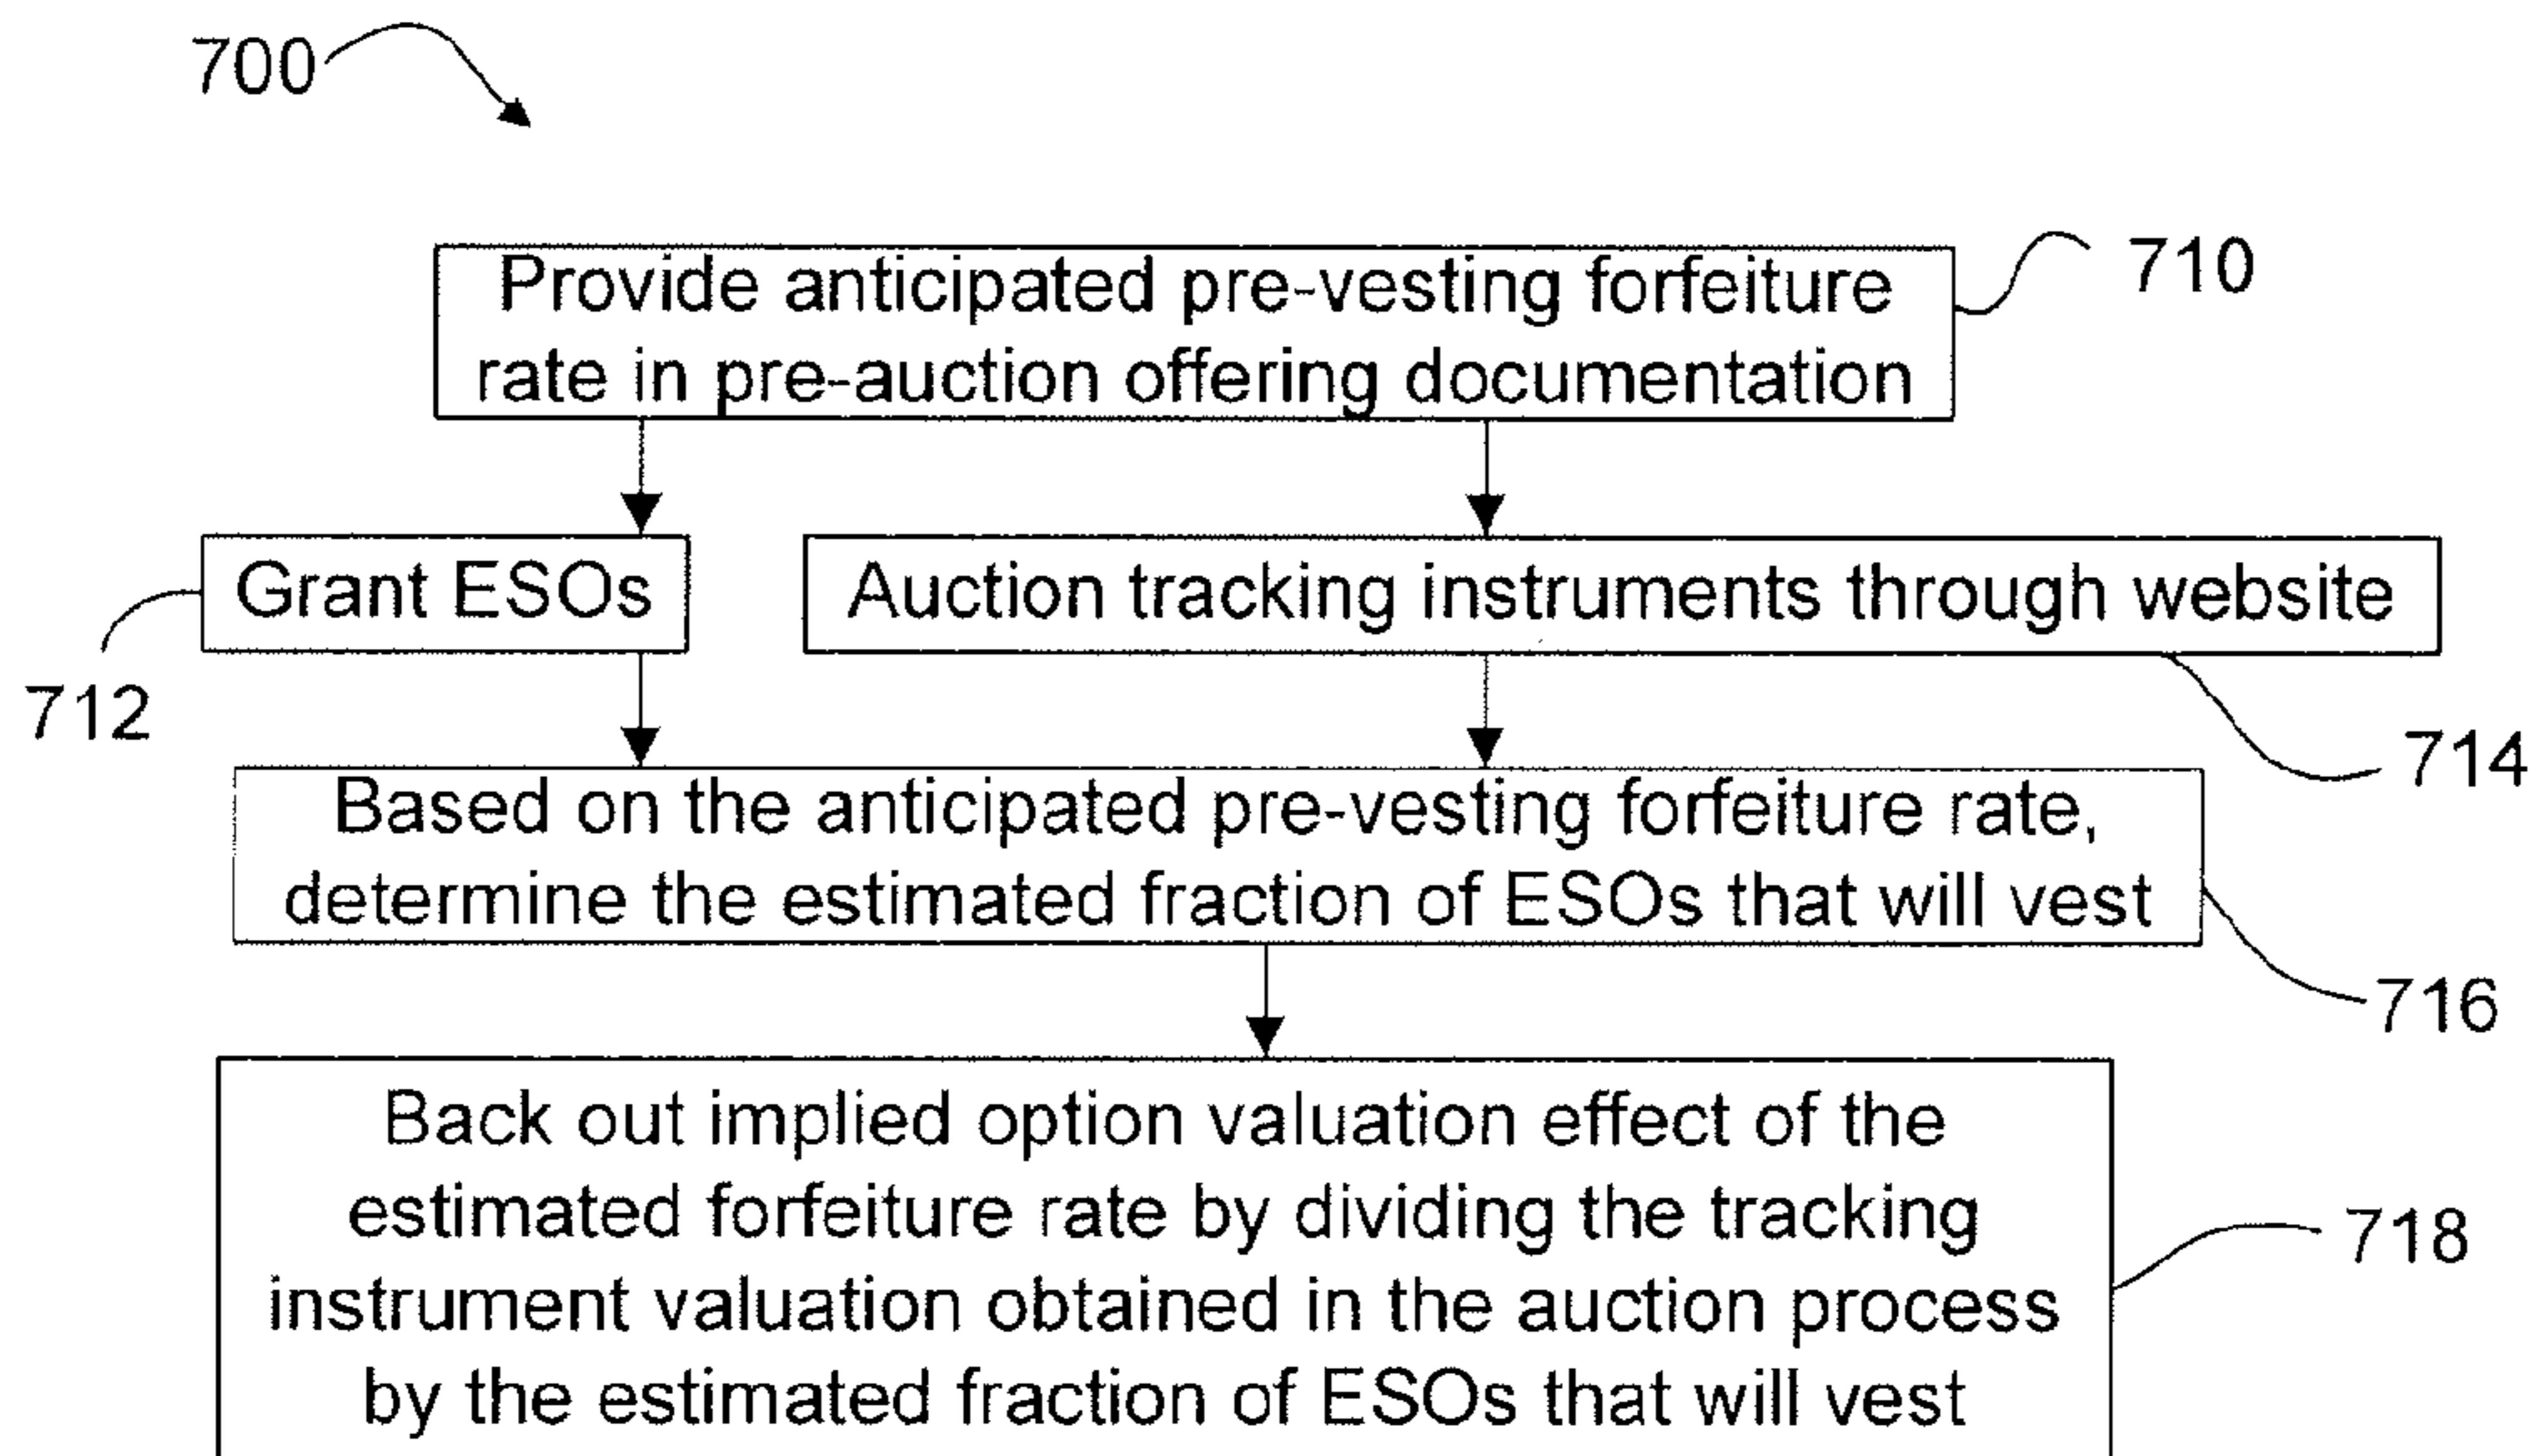 700
Provide anticipated pre-vesting forfeiture
rate in pre-auction offering documentation
710
Grant ESOs
Auction tracking instruments through website
712
714
Based on the anticipated pre-vesting forfeiture rate,
determine the estimated fraction of ESOs that will vest
716
Back out implied option valuation effect of the
estimated forfeiture rate by dividing the tracking
instrument valuation obtained in the auction process
by the estimated fraction of ESOs that will vest
718